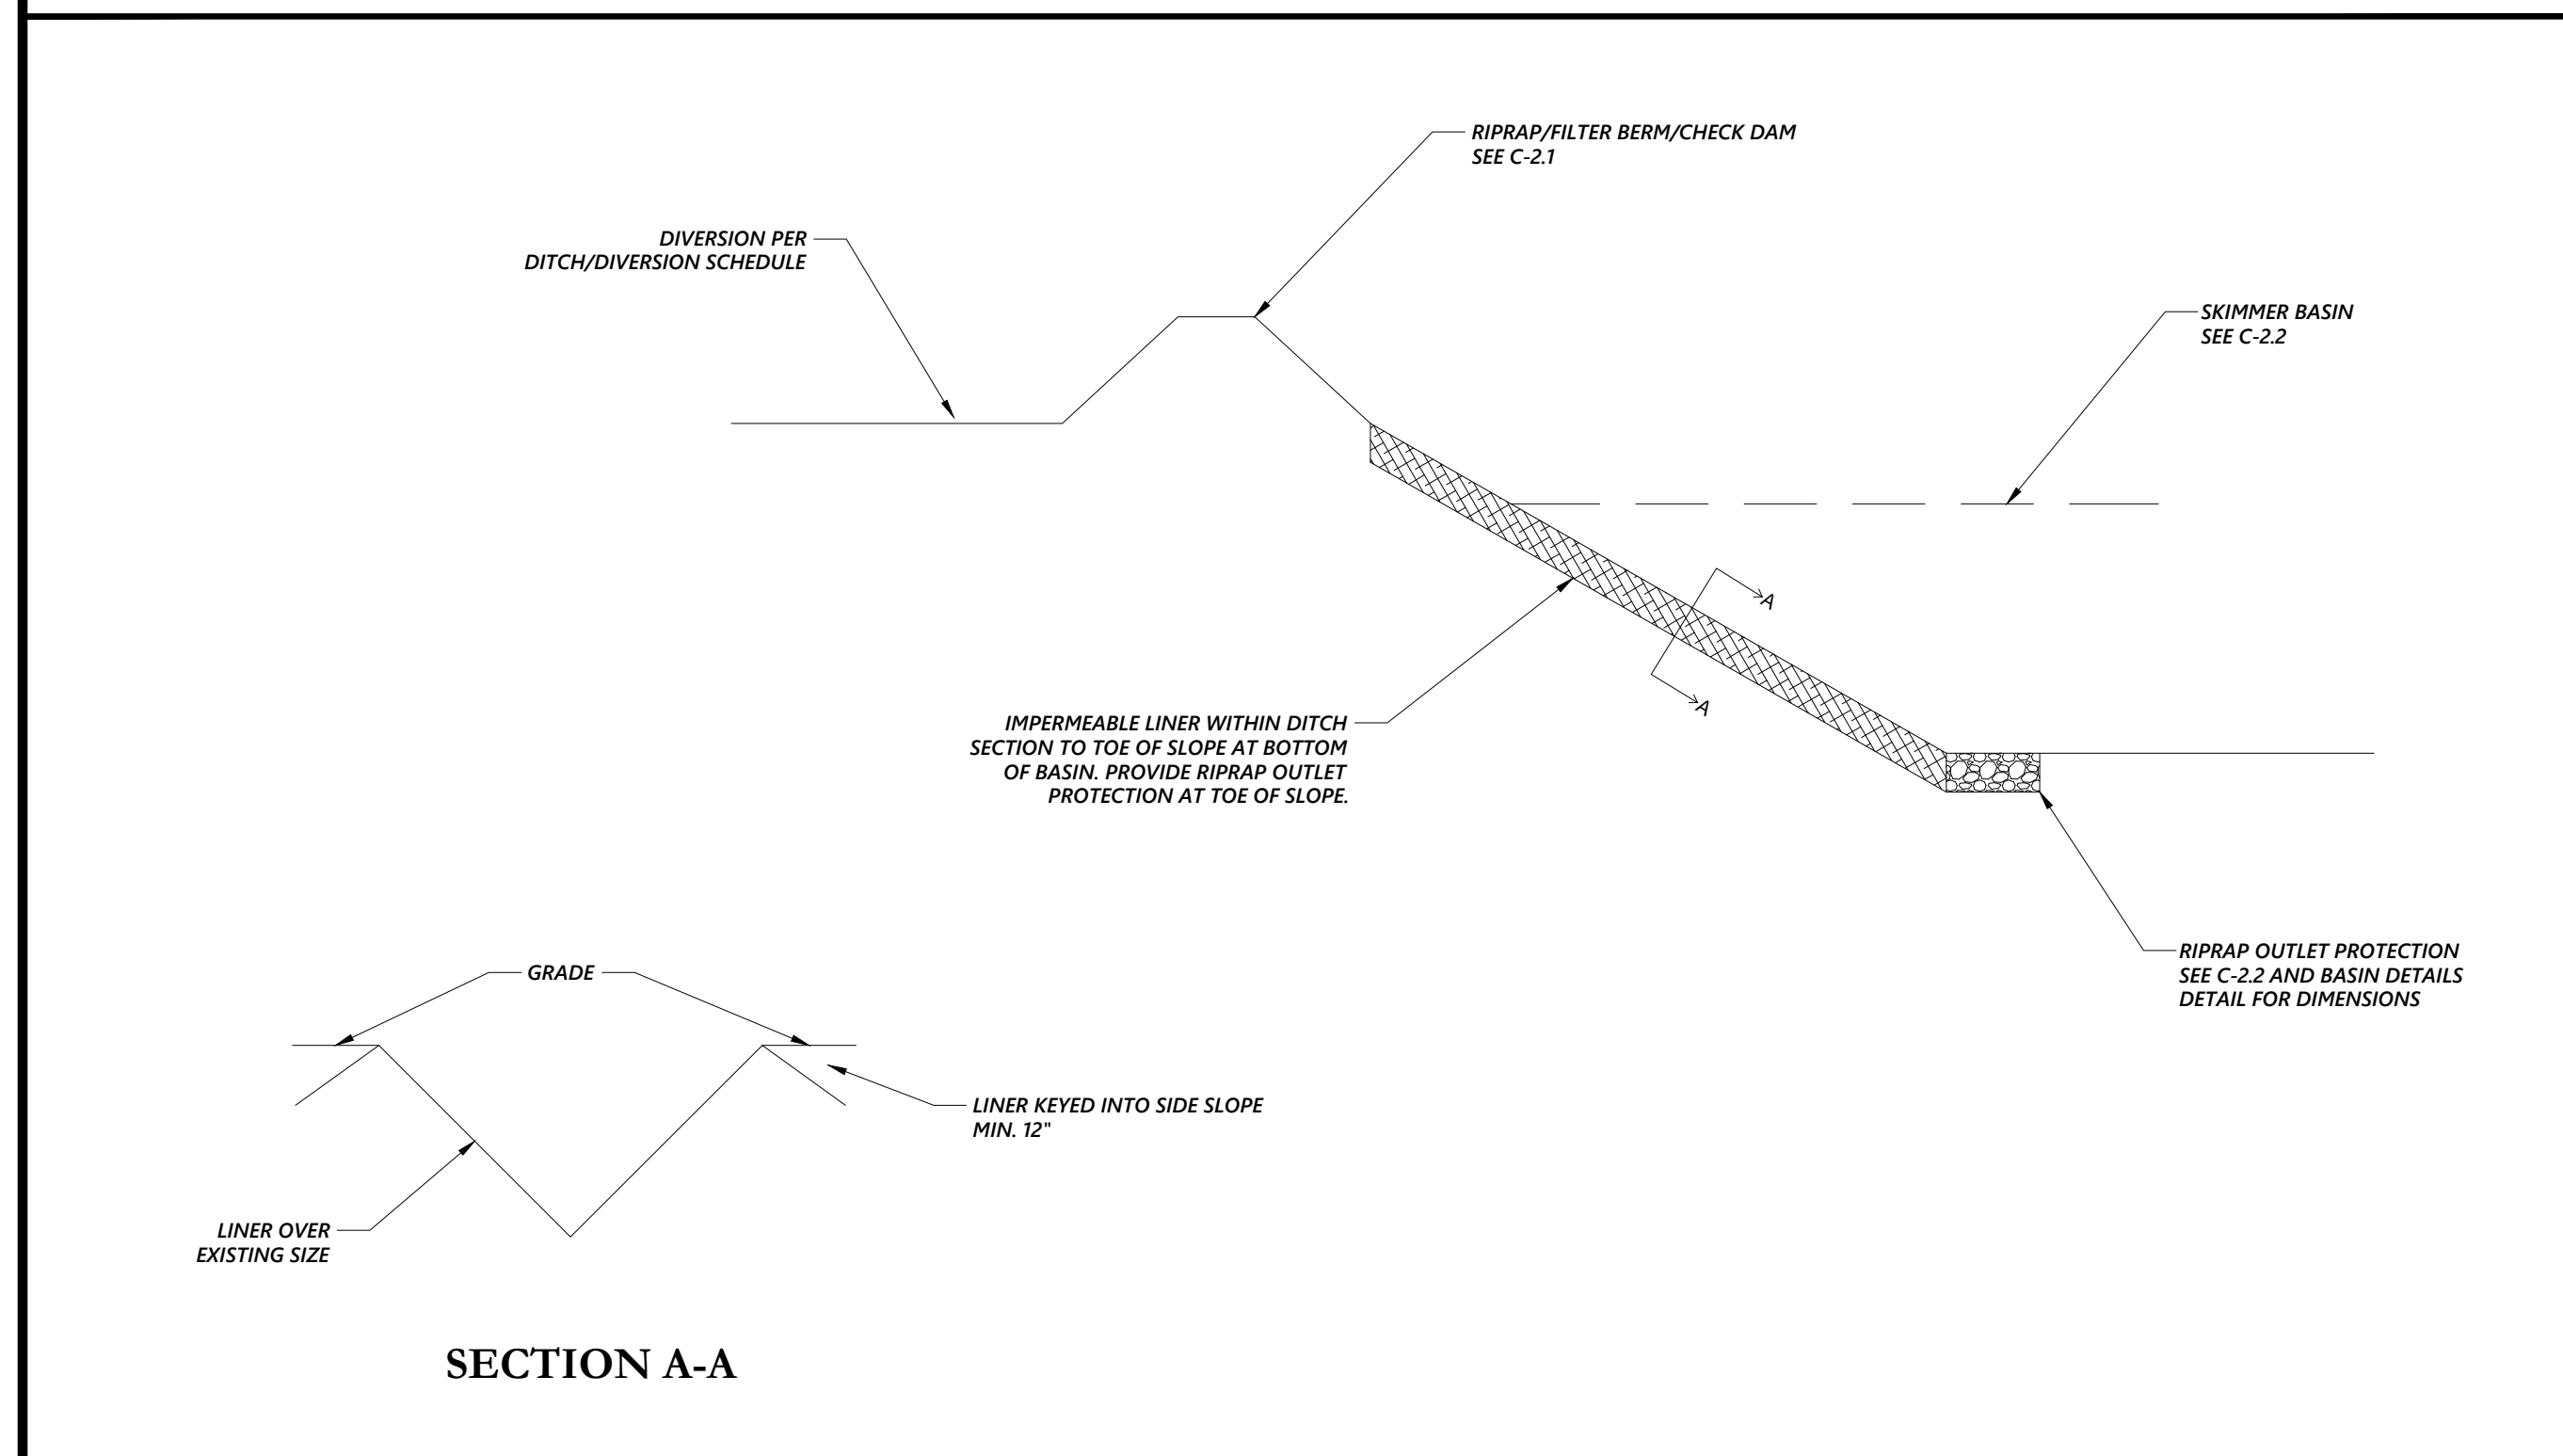 RIPRAP/FILTER BERM/CHECK DAM
SEE C-2.1
DIVERSION PER
DITCH/DIVERSION SCHEDULE
SKIMMER BASIN
SEE C-2.2
A
A
IMPERMEABLE LINER WITHIN DITCH
SECTION TO TOE OF SLOPE AT BOTTOM
OF BASIN. PROVIDE RIPRAP OUTLET
PROTECTION AT TOE OF SLOPE.
RIPRAP OUTLET PROTECTION
SEE C-2.2 AND BASIN DETAILS
DETAIL FOR DIMENSIONS
GRADE
LINER KEYED INTO SIDE SLOPE
MIN. 12"
LINER OVER
EXISTING SIZE
SECTION A-A